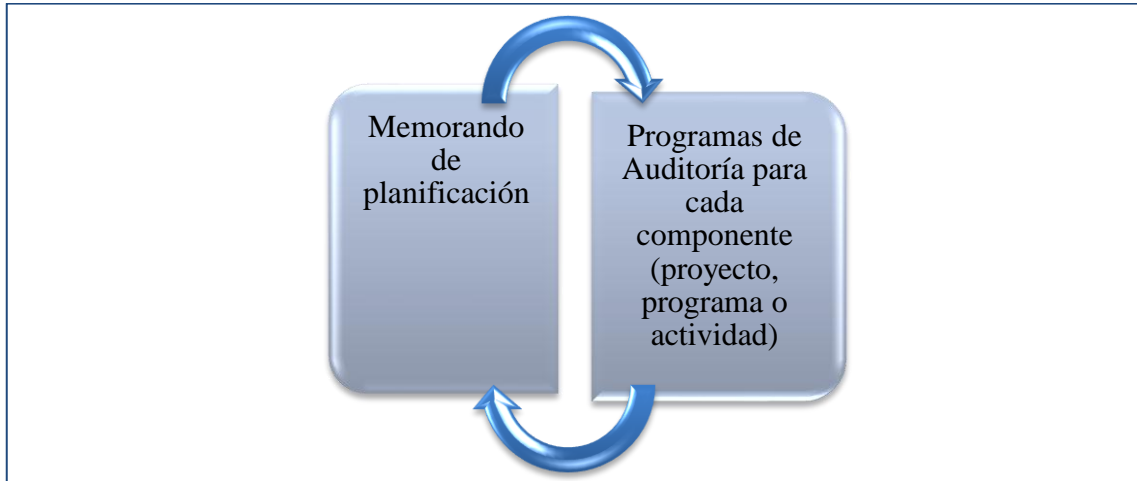 Memorando
de
planificación
Programas de
Auditoría para
cada
componente
(proyecto,
programa o
actividad)